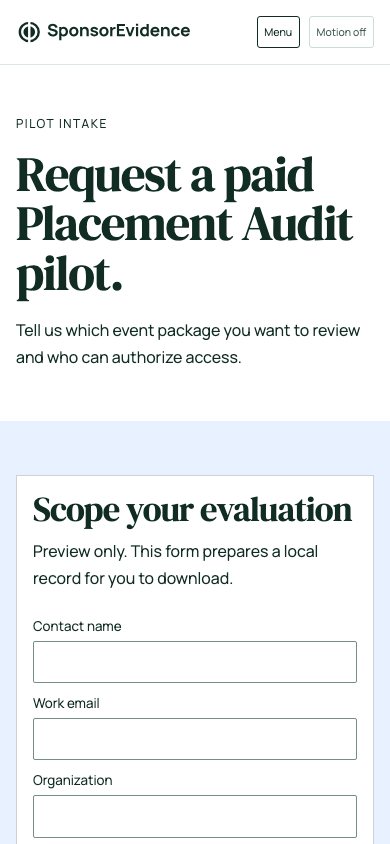 SponsorEvidence
Menu
Motion off
PILOT INTAKE
Request a paid
Placement Audit
pilot.
Tell us which event package you want to review
and who can authorize access.
Scope your evaluation
Preview only. This form prepares a local
record for you to download.
Contact name
Work email
Organization